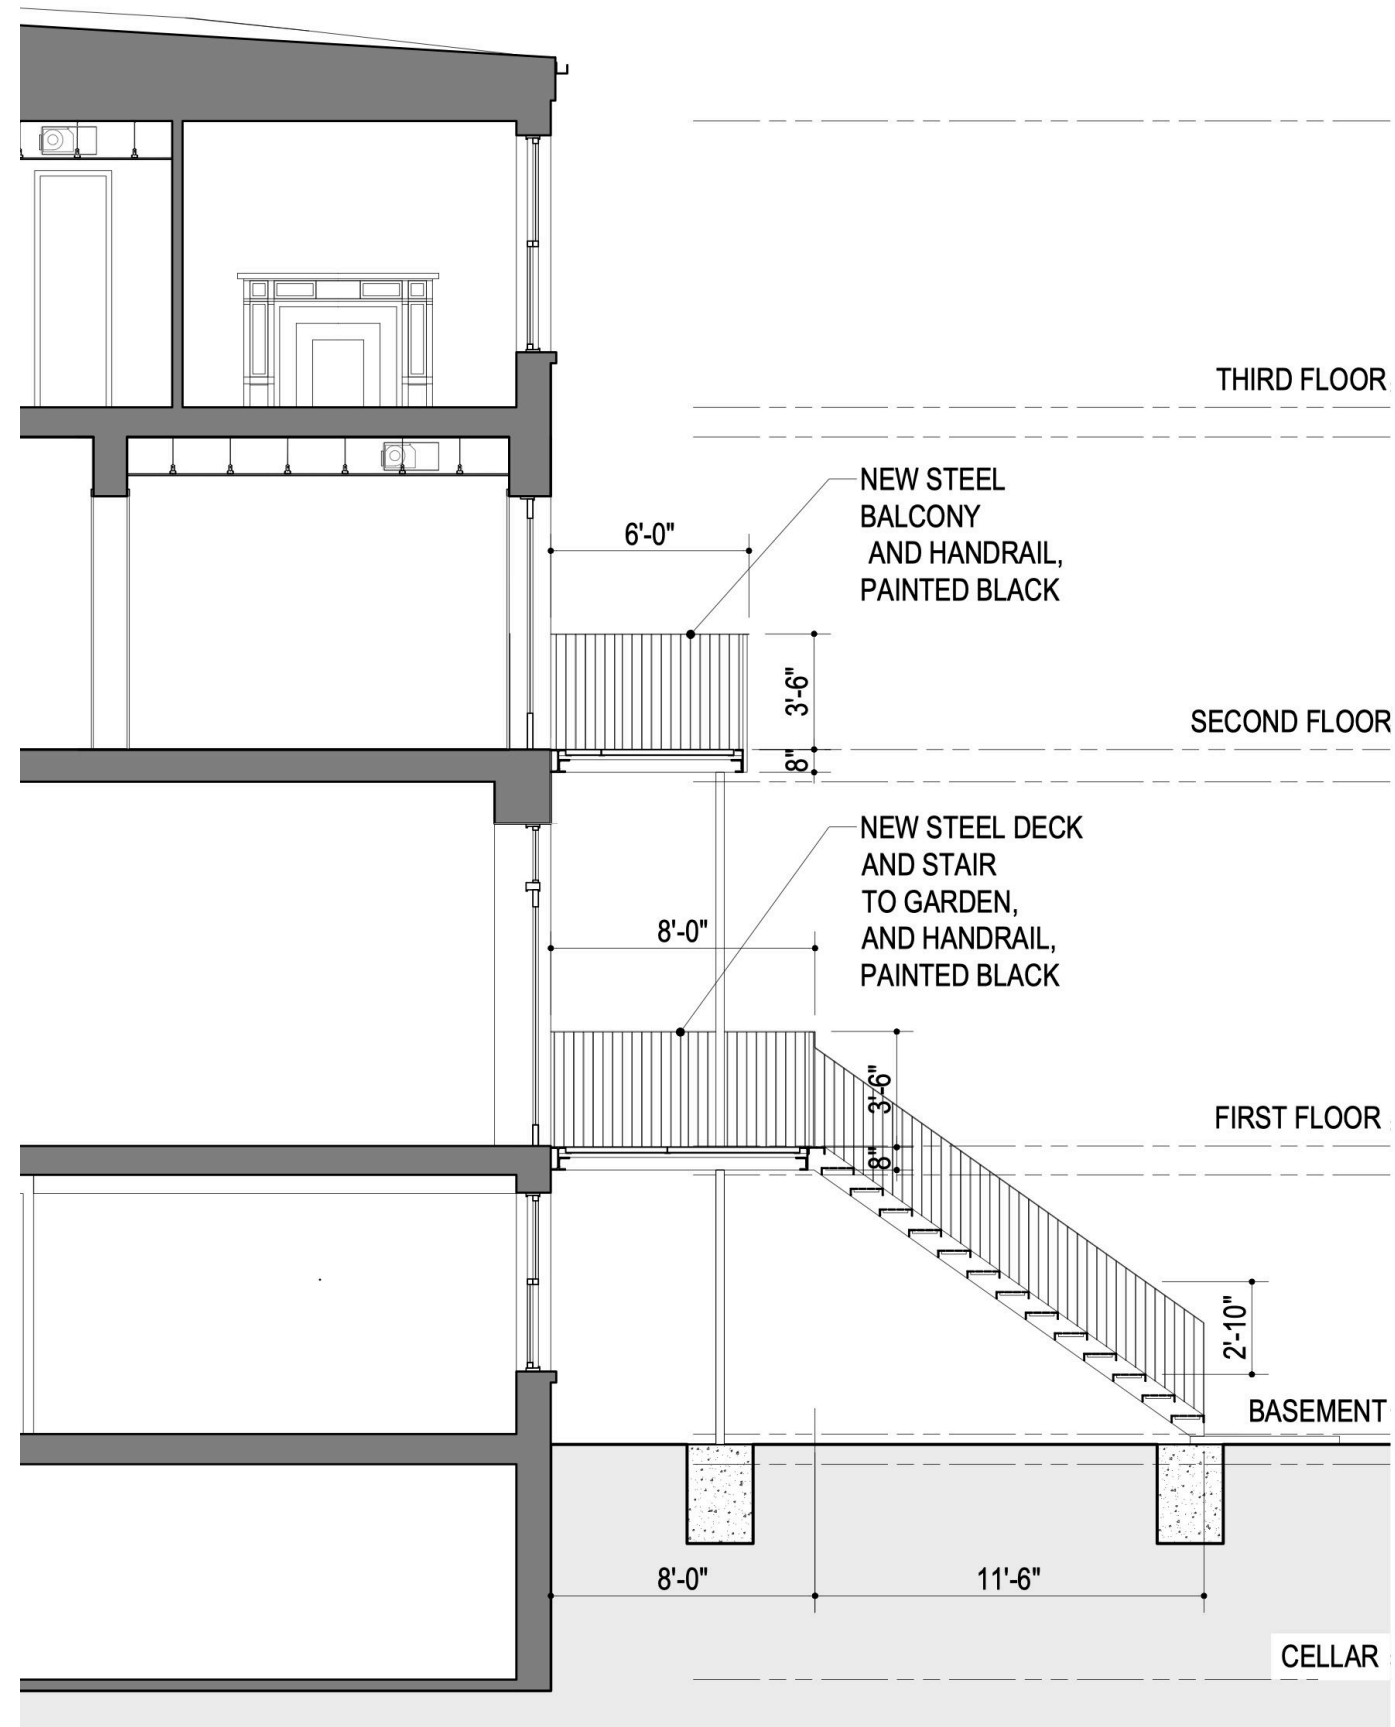 THIRD FLOOR
NEW STEEL
BALCONY
AND HANDRAIL,
PAINTED BLACK
6'-0"
3'-6"
SECOND FLOOR
8"
NEW STEEL DECK
AND STAIR
TO GARDEN,
AND HANDRAIL,
PAINTED BLACK
8'-0"
3'-6"
FIRST FLOOR
8"
2'-10"
BASEMENT
8'-0"
11'-6"
CELLAR